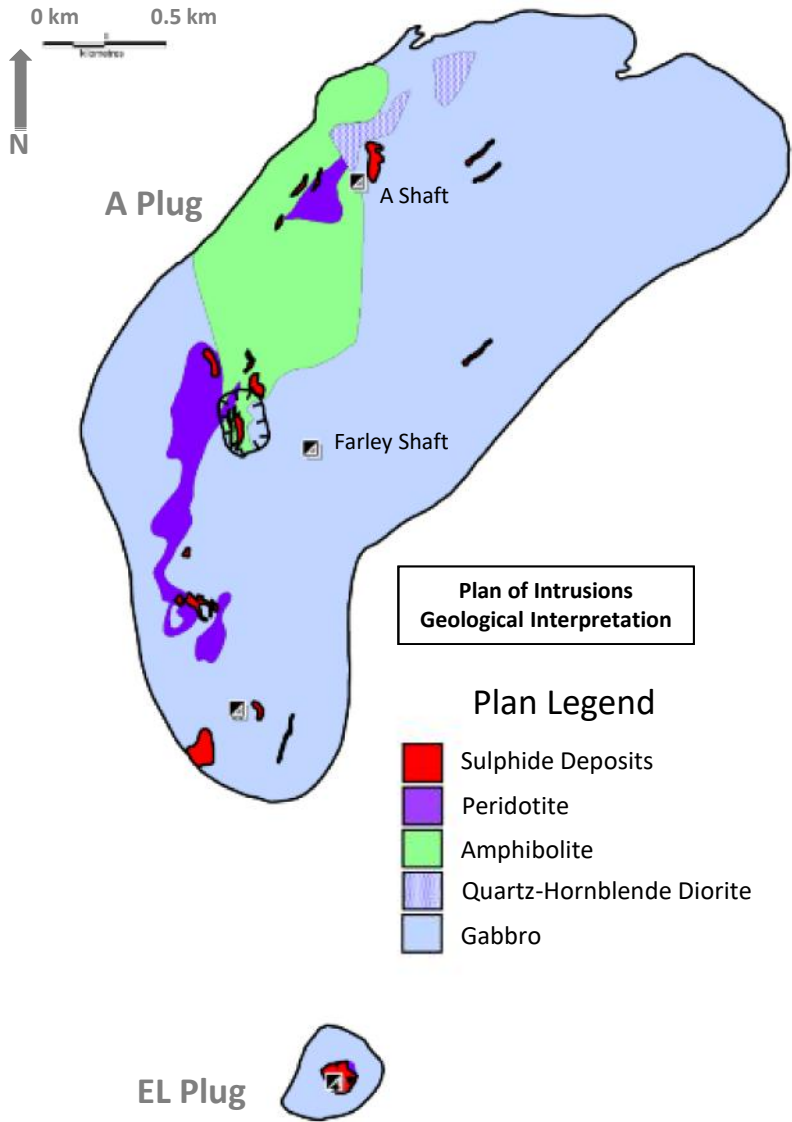 0 km 0.5 km
kilometres
N
A Plug
A Shaft
Farley Shaft
Plan of Intrusions
Geological Interpretation
Plan Legend
Sulphide Deposits
Peridotite
Amphibolite
Quartz-Hornblende Diorite
Gabbro
EL Plug